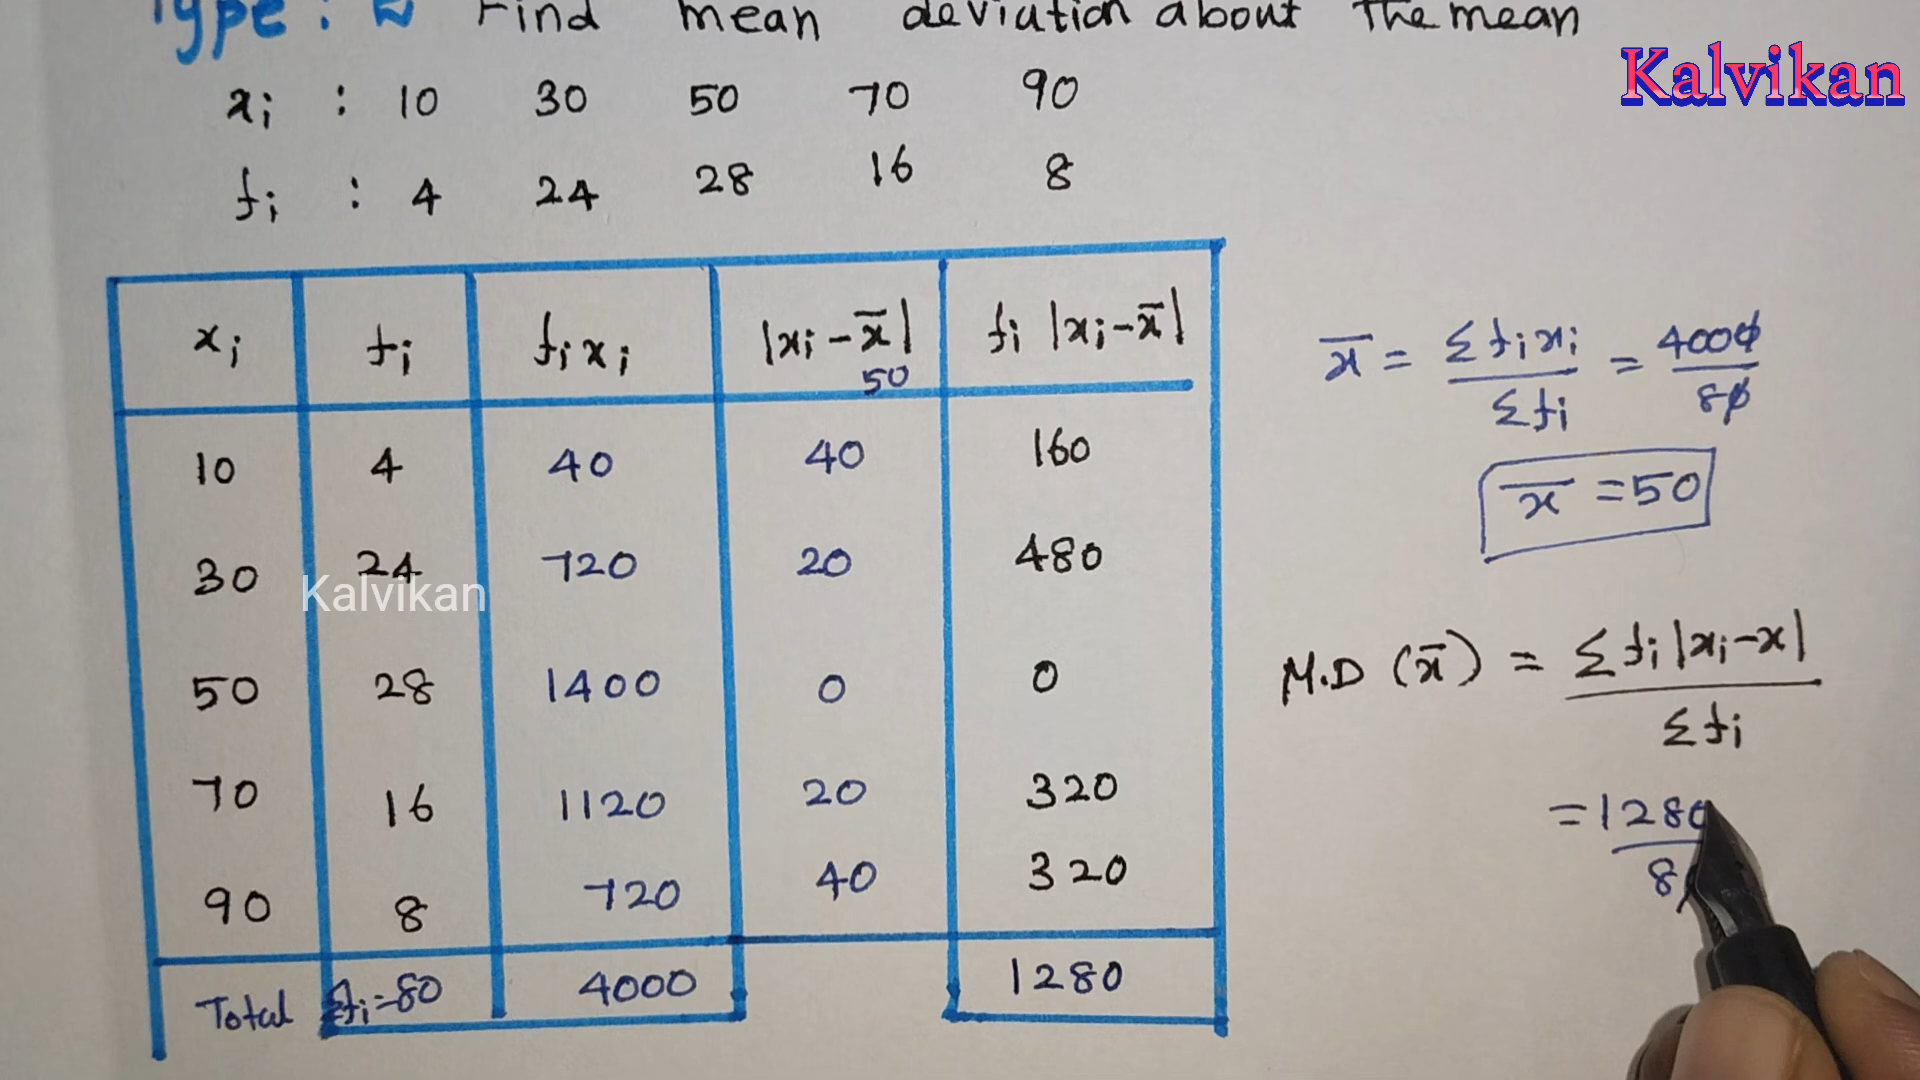 Type : 2 Find mean deviation about the mean
Kalvikan
xi : 10 30 50 70 90
fi : 4 24 28 16 8
xi fi fixi |xi-x̄| fi |xi-x̄|
50
10 4 40 40 160
30 24 720 20 480
Kalvikan
50 28 1400 0 0
70 16 1120 20 320
90 8 720 40 320
Total Σfi=80 4000 1280
x̄ = Σfixi / Σfi = 4000 / 80
x̄ = 50
M.D (x̄) = Σfi|xi-x| / Σfi
= 1280 / 8